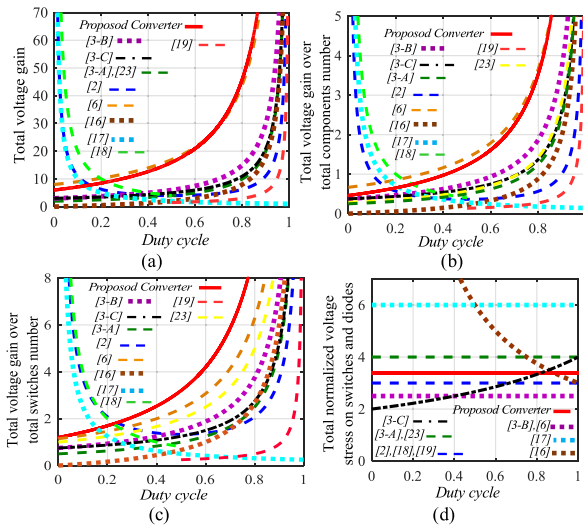 Total voltage gain
70
60
50
40
30
20
10
0
Proposod Converter
[3-B]
[3-C]
[3-A],[23]
[2]
[6]
[16]
[17]
[18]
[19]
0 0.2 0.4 0.6 0.8 1
Duty cycle
(a)
Total voltage gain over
total components number
5
4
3
2
1
0
Proposod Converter
[3-B]
[3-C]
[3-A]
[2]
[6]
[16]
[17]
[18]
[19]
[23]
0 0.2 0.4 0.6 0.8
Duty cycle
(b)
Total voltage gain over
total switches number
8
6
4
2
0
Proposod Converter
[3-B]
[3-C]
[3-A]
[2]
[6]
[16]
[17]
[18]
[19]
[23]
0 0.2 0.4 0.6 0.8 1
Duty cycle
(c)
Total normalized voltage
stress on switches and diodes
8
6
4
2
0
Proposod Converter
[3-C]
[3-B],[6]
[3-A],[23]
[17]
[2],[18],[19]
[16]
0 0.2 0.4 0.6 0.8 1
Duty cycle
(d)